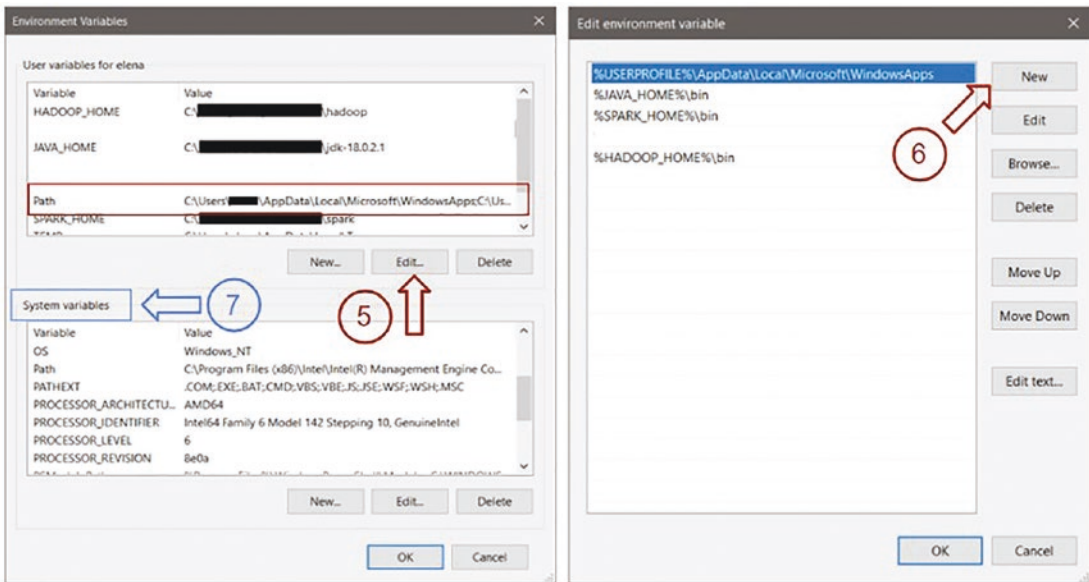 Environment Variables
User variables for elena
Variable Value
HADOOP_HOME C:\ \hadoop
JAVA_HOME C:\ \jdk-18.0.2.1
Path C:\Users\ \AppData\Local\Microsoft\WindowsApps;C:\Us...
SPARK_HOME C:\ \spark
New... Edit... Delete
5
System variables
7
Variable Value
OS Windows_NT
Path C:\Program Files (x86)\Intel\Intel(R) Management Engine Co...
PATHEXT .COM;.EXE;.BAT;.CMD;.VBS;.VBE;.JS;.JSE;.WSF;.WSH;.MSC
PROCESSOR_ARCHITECTU... AMD64
PROCESSOR_IDENTIFIER Intel64 Family 6 Model 142 Stepping 10, GenuineIntel
PROCESSOR_LEVEL 6
PROCESSOR_REVISION 8e0a
New... Edit... Delete
OK Cancel
Edit environment variable
%USERPROFILE%\AppData\Local\Microsoft\WindowsApps
%JAVA_HOME%\bin
%SPARK_HOME%\bin
%HADOOP_HOME%\bin
6
New
Edit
Browse...
Delete
Move Up
Move Down
Edit text...
OK Cancel